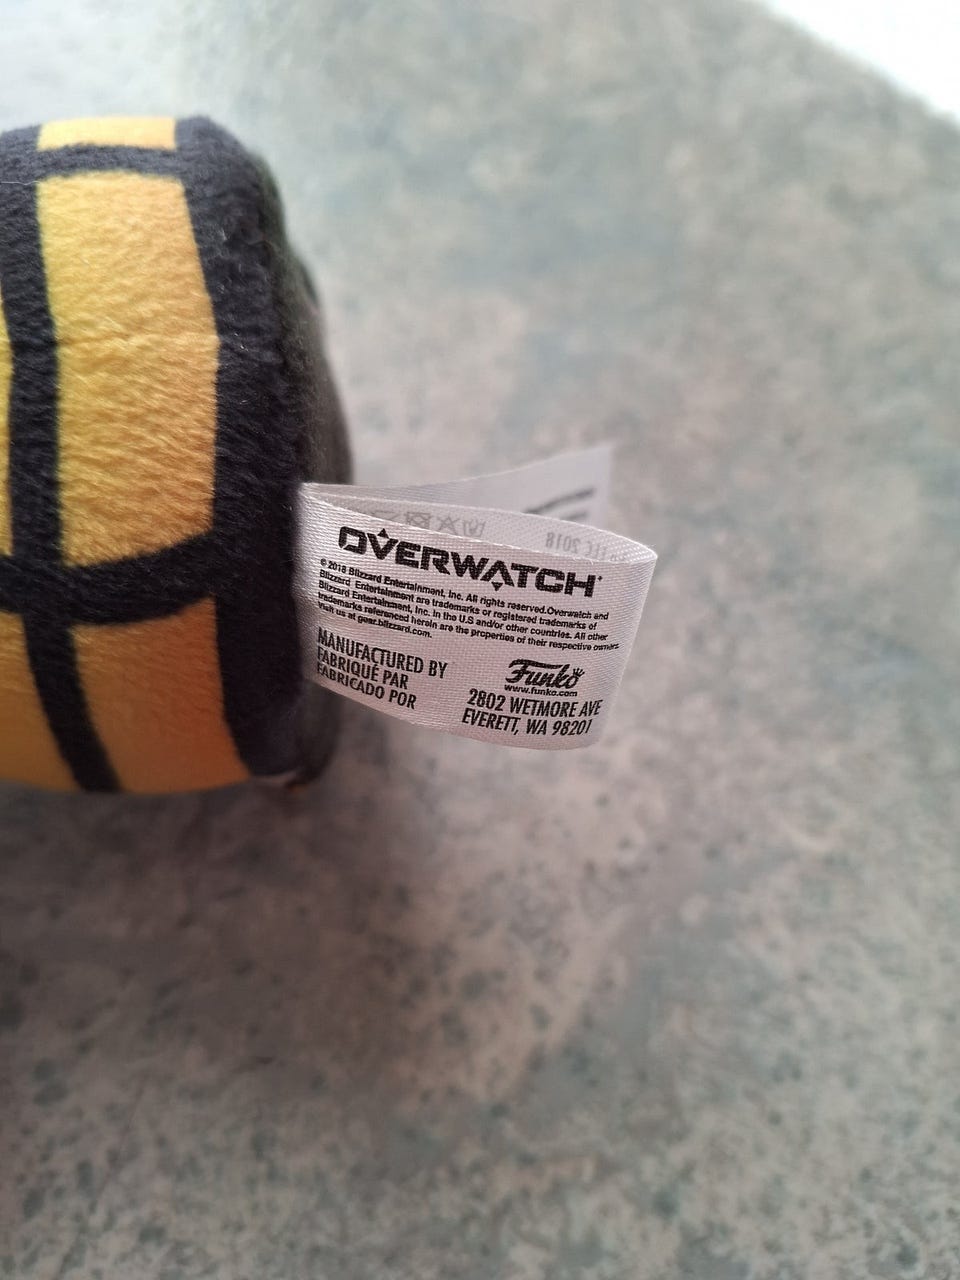 OVERWATCH
© 2018 Blizzard Entertainment, Inc. All rights reserved.Overwatch and
Blizzard Entertainment are trademarks or registered trademarks of
Blizzard Entertainment, Inc. in the U.S and/or other countries. All other
trademarks referenced herein are the properties of their respective owners.
Visit us at gear.blizzard.com.
MANUFACTURED BY
FABRIQUÉ PAR
FABRICADO POR
Funko
www.funko.com
2802 WETMORE AVE
EVERETT, WA 98201
2018